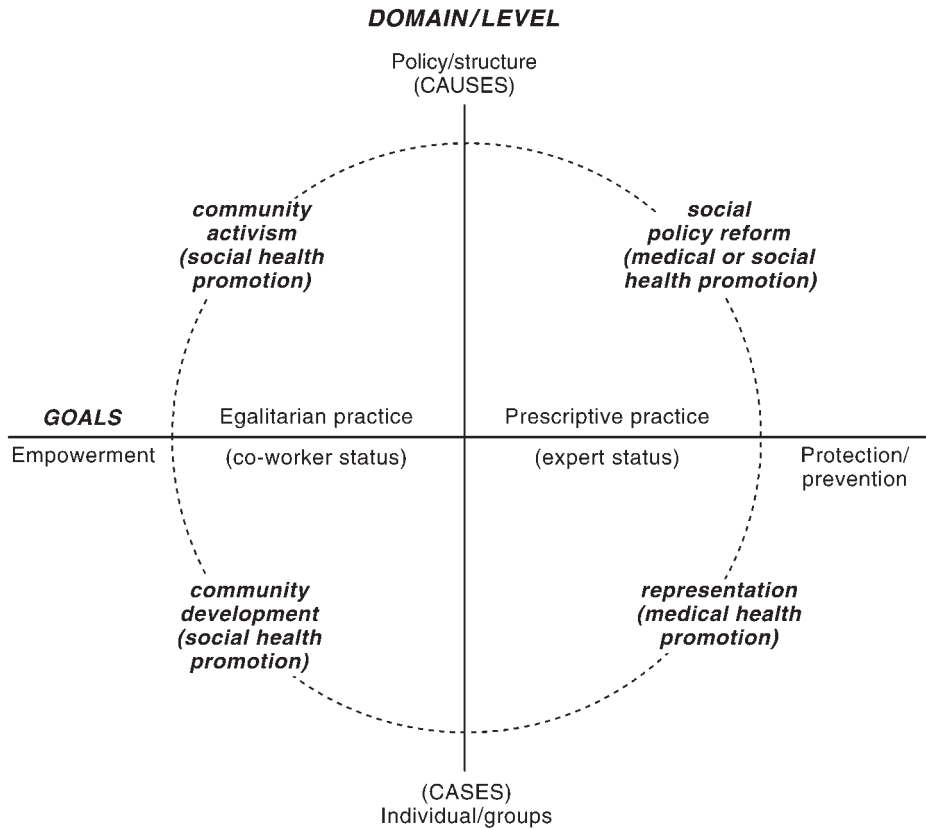 DOMAIN/LEVEL
Policy/structure
(CAUSES)
community
activism
(social health
promotion)
social
policy reform
(medical or social
health promotion)
GOALS
Egalitarian practice
Prescriptive practice
Empowerment
(co-worker status)
(expert status)
Protection/
prevention
community
development
(social health
promotion)
representation
(medical health
promotion)
(CASES)
Individual/groups